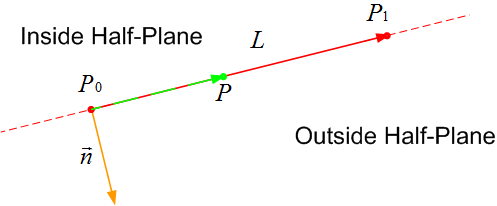 P₁
Inside Half-Plane
L
P₀
P
Outside Half-Plane
n⃗